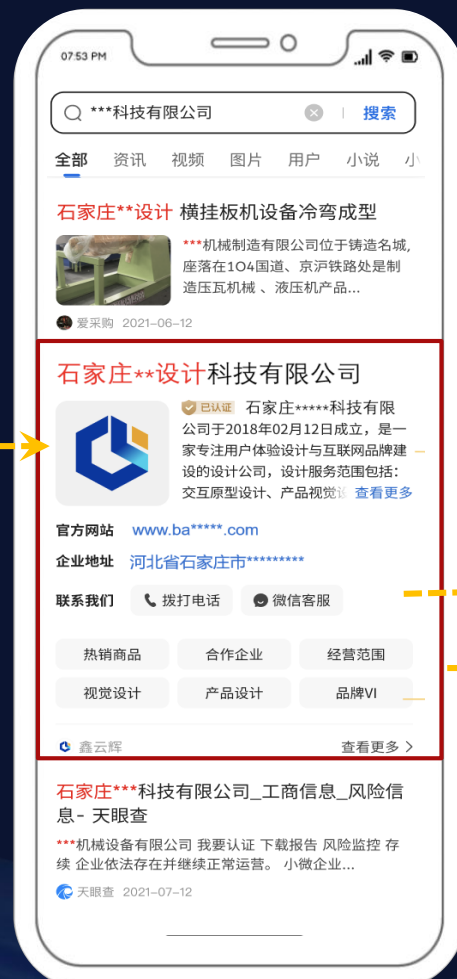 07:53 PM
***科技有限公司
搜索
全部 资讯 视频 图片 用户 小说
石家庄**设计 横挂板机设备冷弯成型
***机械制造有限公司位于铸造名城,
座落在104国道、京沪铁路处是制
造压瓦机械 、液压机产品...
爱采购 2021-06-12
石家庄**设计科技有限公司
已认证 石家庄*****科技有限
公司于2018年02月12日成立，是一
家专注用户体验设计与互联网品牌建
设的设计公司，设计服务范围包括：
交互原型设计、产品视觉设 查看更多
官方网站 www.ba*****.com
企业地址 河北省石家庄市*********
联系我们 拨打电话 微信客服
热销商品 合作企业 经营范围
视觉设计 产品设计 品牌VI
鑫云辉 查看更多
石家庄***科技有限公司_工商信息_风险信
息- 天眼查
***机械设备有限公司 我要认证 下载报告 风险监控 存
续 企业依法存在并继续正常运营。 小微企业...
天眼查 2021-07-12